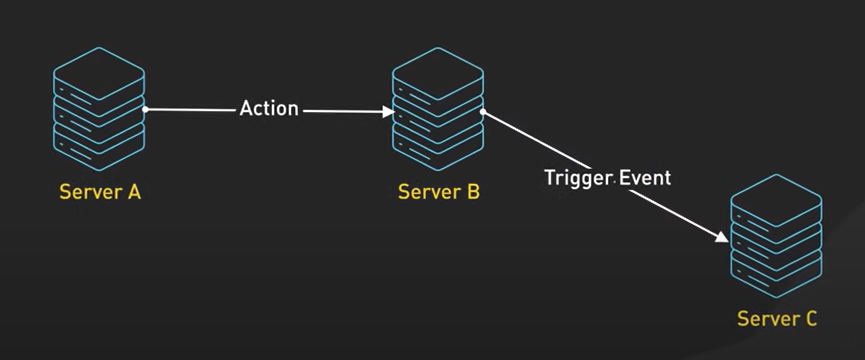 Action
Server A
Server B
Trigger Event
Server C